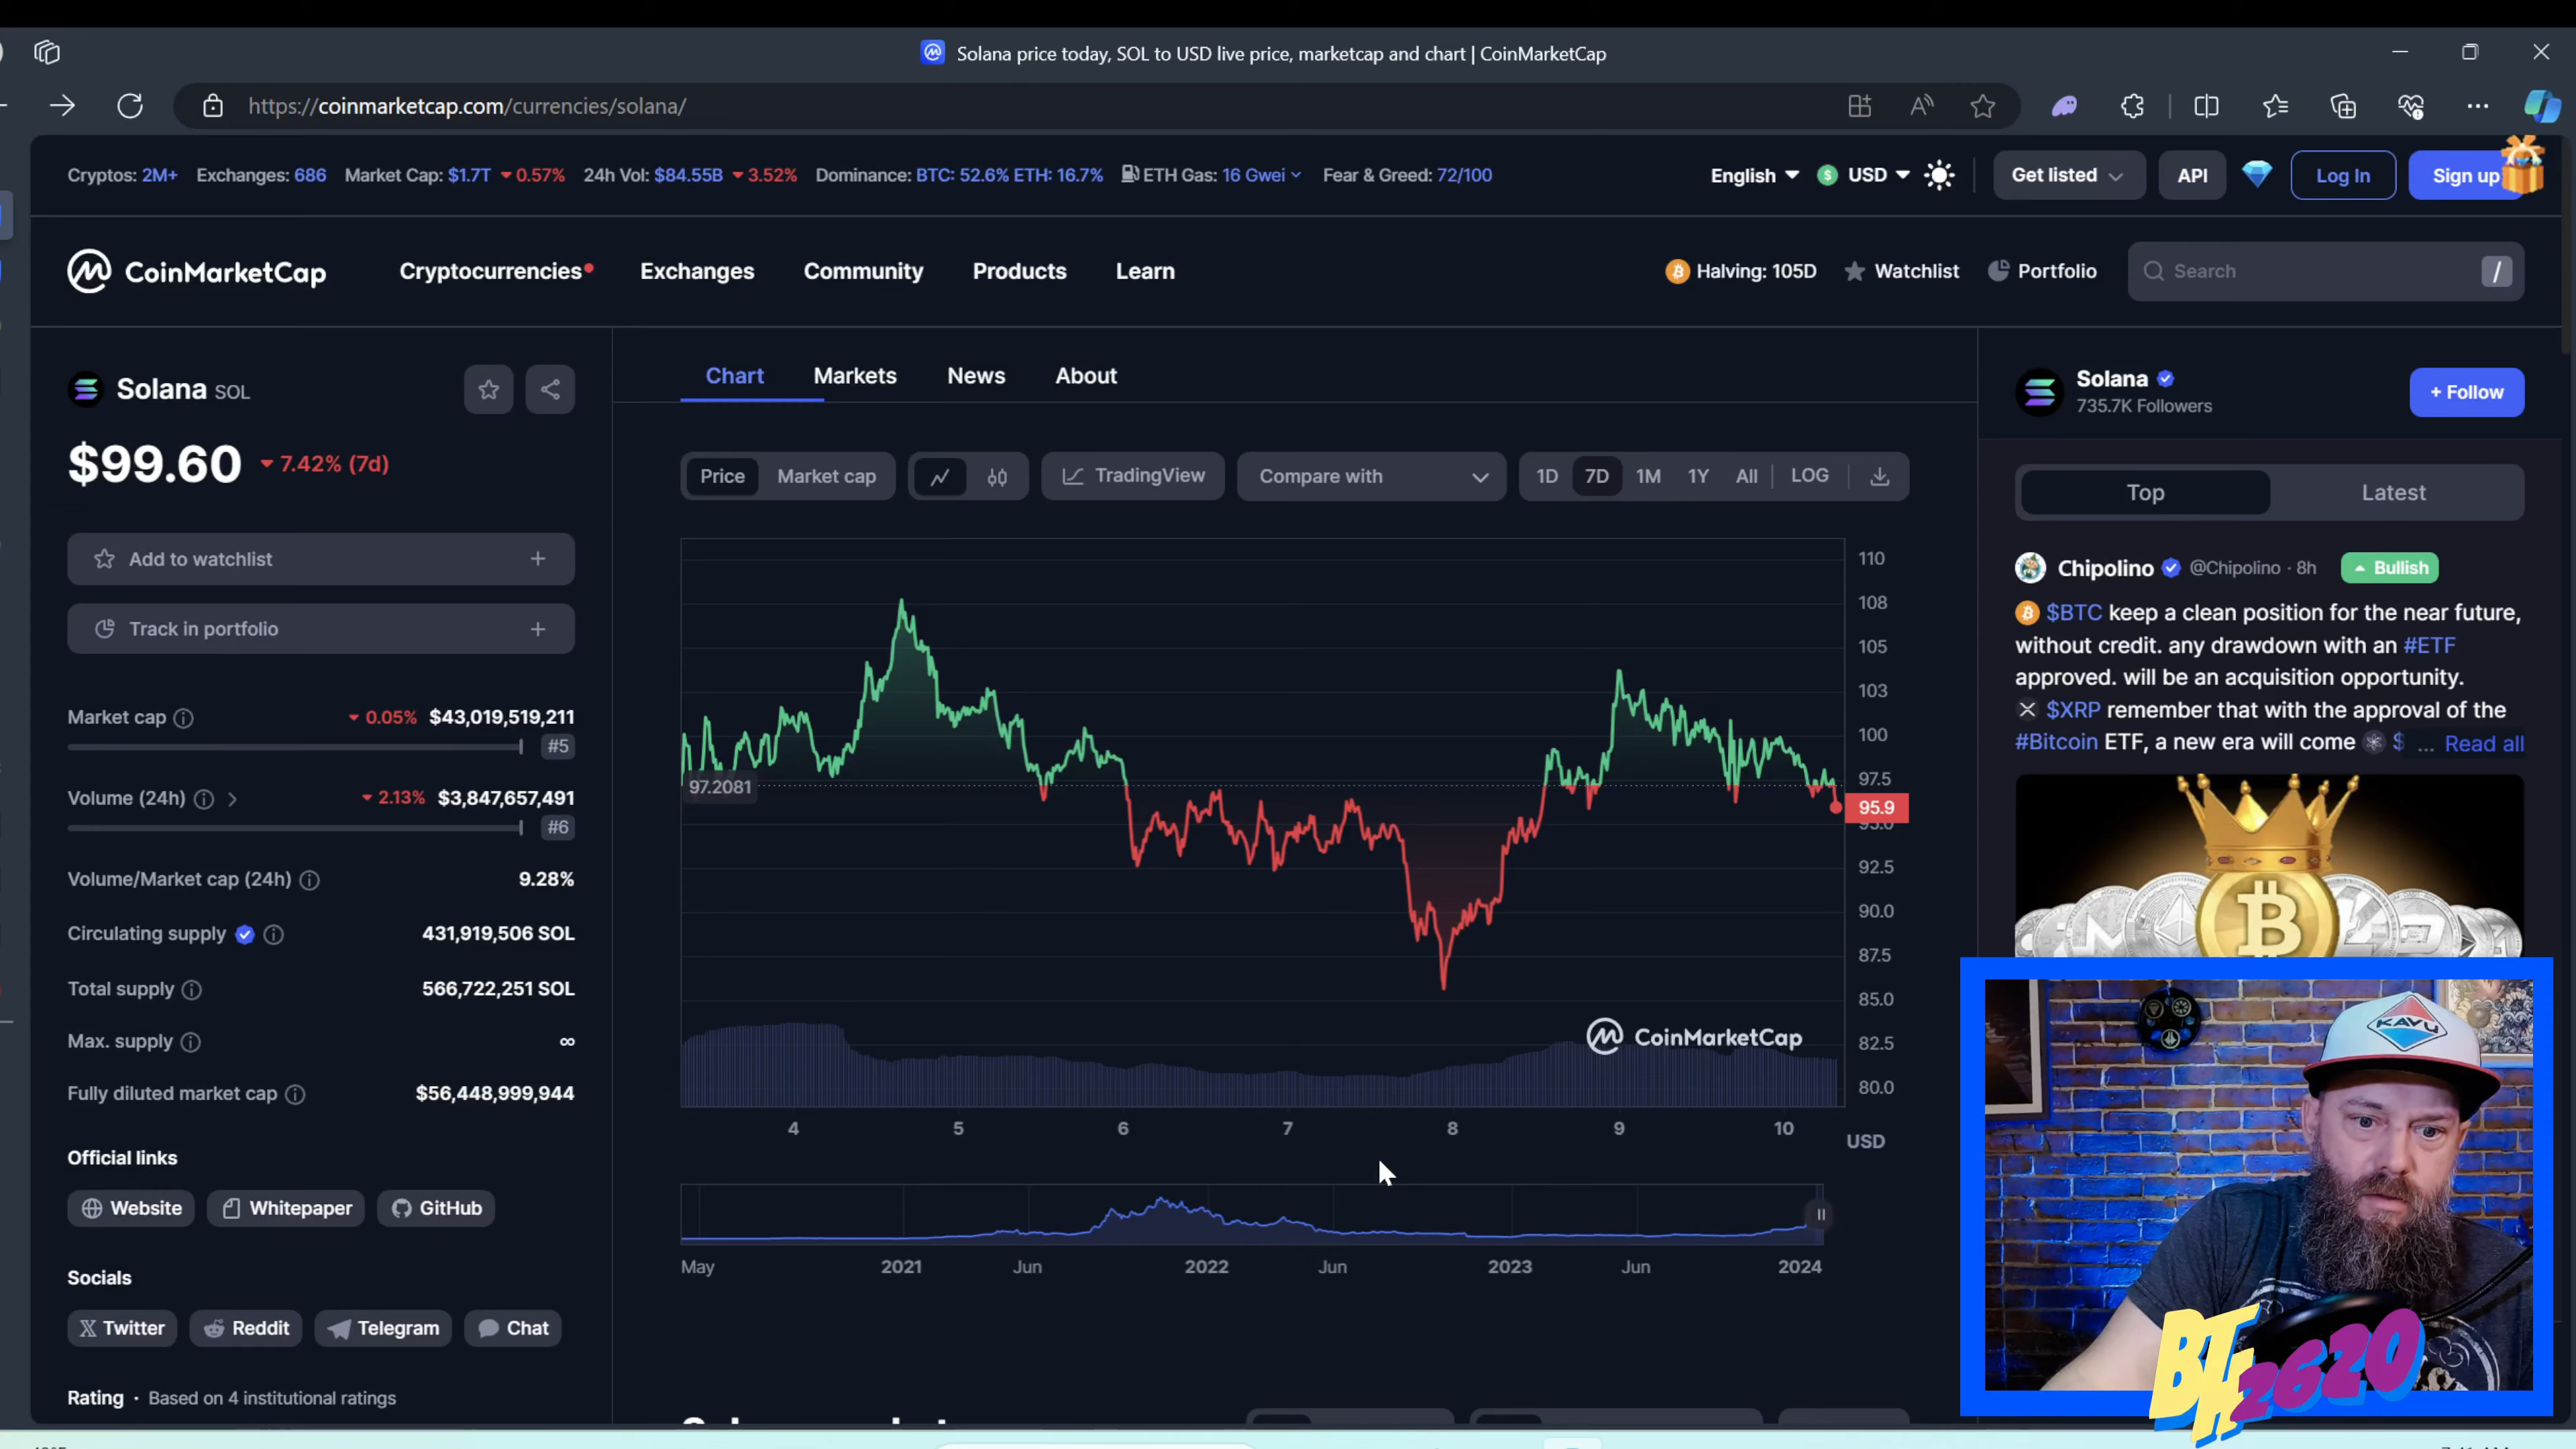 Solana price today, SOL to USD live price, marketcap and chart | CoinMarketCap
https://coinmarketcap.com/currencies/solana/
Cryptos: 2M+ Exchanges: 686 Market Cap: $1.7T 0.57% 24h Vol: $84.55B 3.52% Dominance: BTC: 52.6% ETH: 16.7% ETH Gas: 16 Gwei Fear & Greed: 72/100
English USD Get listed API Log In Sign up
CoinMarketCap Cryptocurrencies Exchanges Community Products Learn
Halving: 105D Watchlist Portfolio Search /
Solana SOL
$99.60 7.42% (7d)
Add to watchlist +
Track in portfolio +
Market cap 0.05% $43,019,519,211
#5
Volume (24h) 2.13% $3,847,657,491
#6
Volume/Market cap (24h) 9.28%
Circulating supply 431,919,506 SOL
Total supply 566,722,251 SOL
Max. supply ∞
Fully diluted market cap $56,448,999,944
Official links
Website Whitepaper GitHub
Socials
Twitter Reddit Telegram Chat
Rating · Based on 4 institutional ratings
Chart Markets News About
Price Market cap TradingView Compare with 1D 7D 1M 1Y All LOG
110
108
105
103
100
97.5
97.2081
95.9
95.0
92.5
90.0
87.5
85.0
82.5
80.0
CoinMarketCap
4 5 6 7 8 9 10 USD
May 2021 Jun 2022 Jun 2023 Jun 2024
Solana
735.7K Followers
+ Follow
Top Latest
Chipolino @Chipolino · 8h Bullish
$BTC keep a clean position for the near future,
without credit. any drawdown with an #ETF
approved. will be an acquisition opportunity.
$XRP remember that with the approval of the
#Bitcoin ETF, a new era will come $ ... Read all
KAVU
BTH
2620